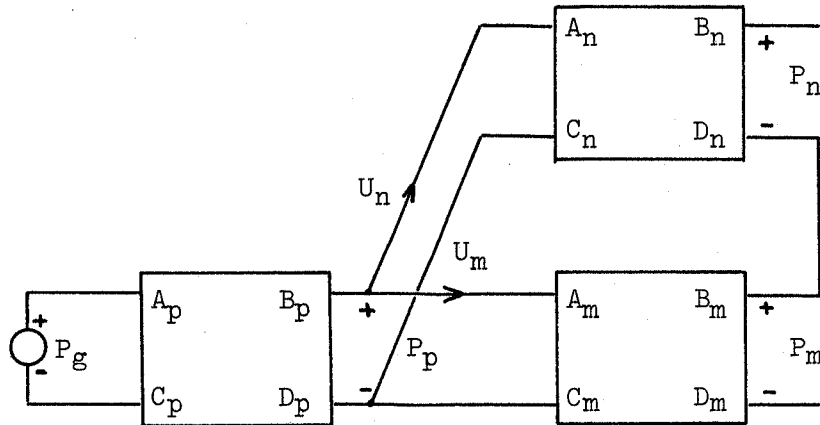 A_n B_n
+
P_n
C_n D_n
-
U_n
U_m
A_p B_p
A_m B_m
+
+
+
P_g
P_p
P_m
-
-
-
C_p D_p
C_m D_m